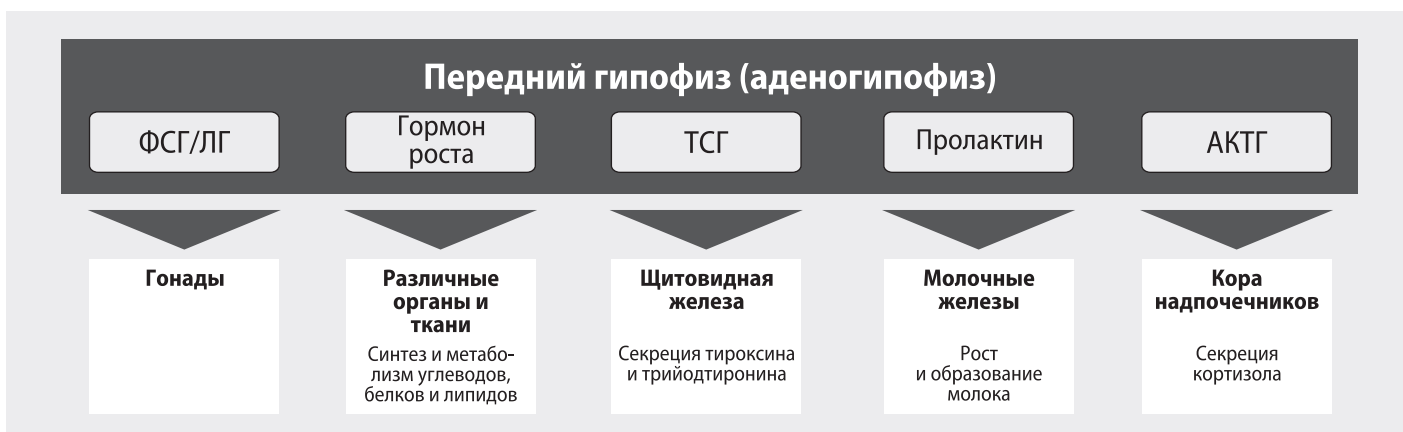 Передний гипофиз (аденогипофиз)
ФСГ/ЛГ
Гормон
роста
ТСГ
Пролактин
АКТГ
Гонады
Различные
органы и
ткани
Синтез и метабо-
лизм углеводов,
белков и липидов
Щитовидная
железа
Секреция тироксина
и трийодтиронина
Молочные
железы
Рост
и образование
молока
Кора
надпочечников
Секреция
кортизола